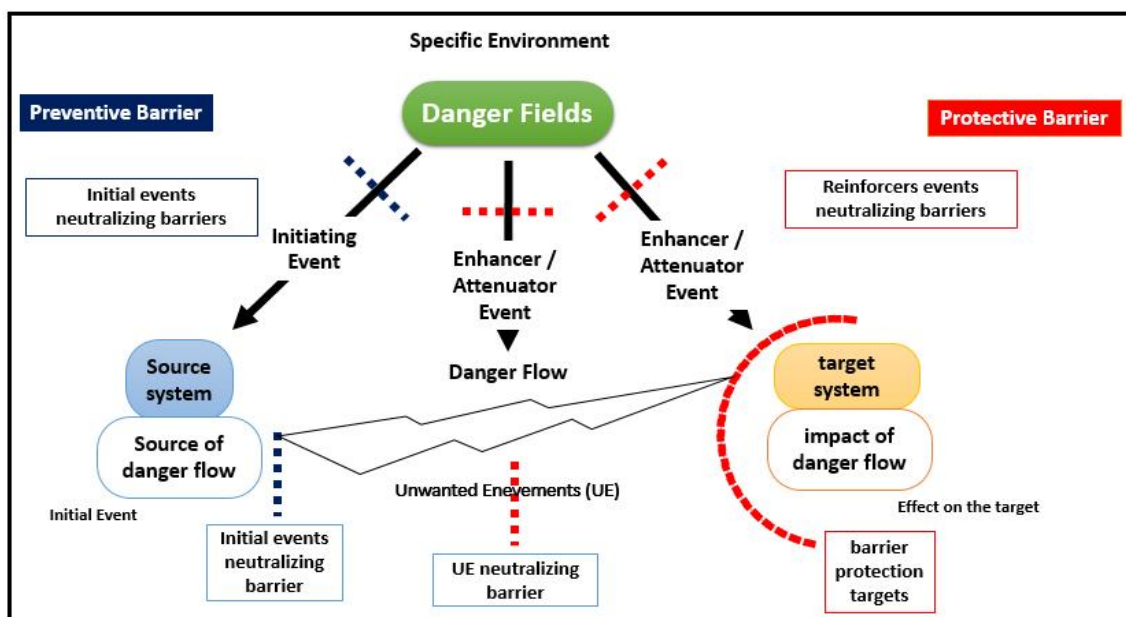 Specific Environment
Preventive Barrier
Danger Fields
Protective Barrier
Initial events
neutralizing barriers
Reinforcers events
neutralizing barriers
Initiating
Event
Enhancer /
Attenuator
Event
Enhancer /
Attenuator
Event
Source
system
Danger Flow
target
system
Source of
danger flow
impact of
danger flow
Unwanted Enevements (UE)
Initial Event
Effect on the target
Initial events
neutralizing
barrier
UE neutralizing
barrier
barrier
protection
targets